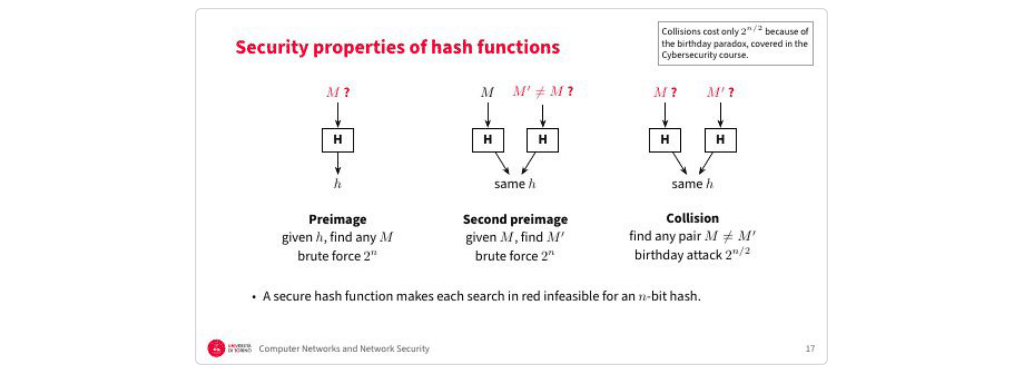 Security properties of hash functions
Collisions cost only 2^{n/2} because of
the birthday paradox, covered in the
Cybersecurity course.
M ?
H
h
Preimage
given h, find any M
brute force 2^n
M M′ ≠ M ?
H H
same h
Second preimage
given M, find M′
brute force 2^n
M ? M′ ?
H H
same h
Collision
find any pair M ≠ M′
birthday attack 2^{n/2}
• A secure hash function makes each search in red infeasible for an n-bit hash.
UNIVERSITÀ
DI TORINO
Computer Networks and Network Security
17